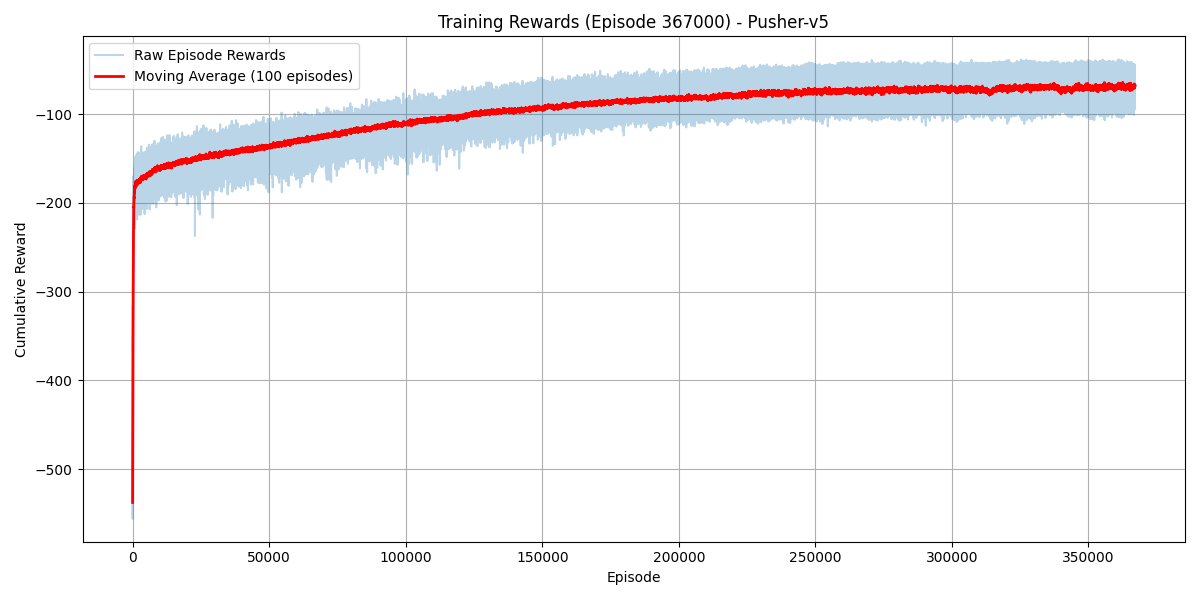 Training Rewards (Episode 367000) - Pusher-v5
Raw Episode Rewards
Moving Average (100 episodes)
Cumulative Reward
−100
−200
−300
−400
−500
0
50000
100000
150000
200000
250000
300000
350000
Episode